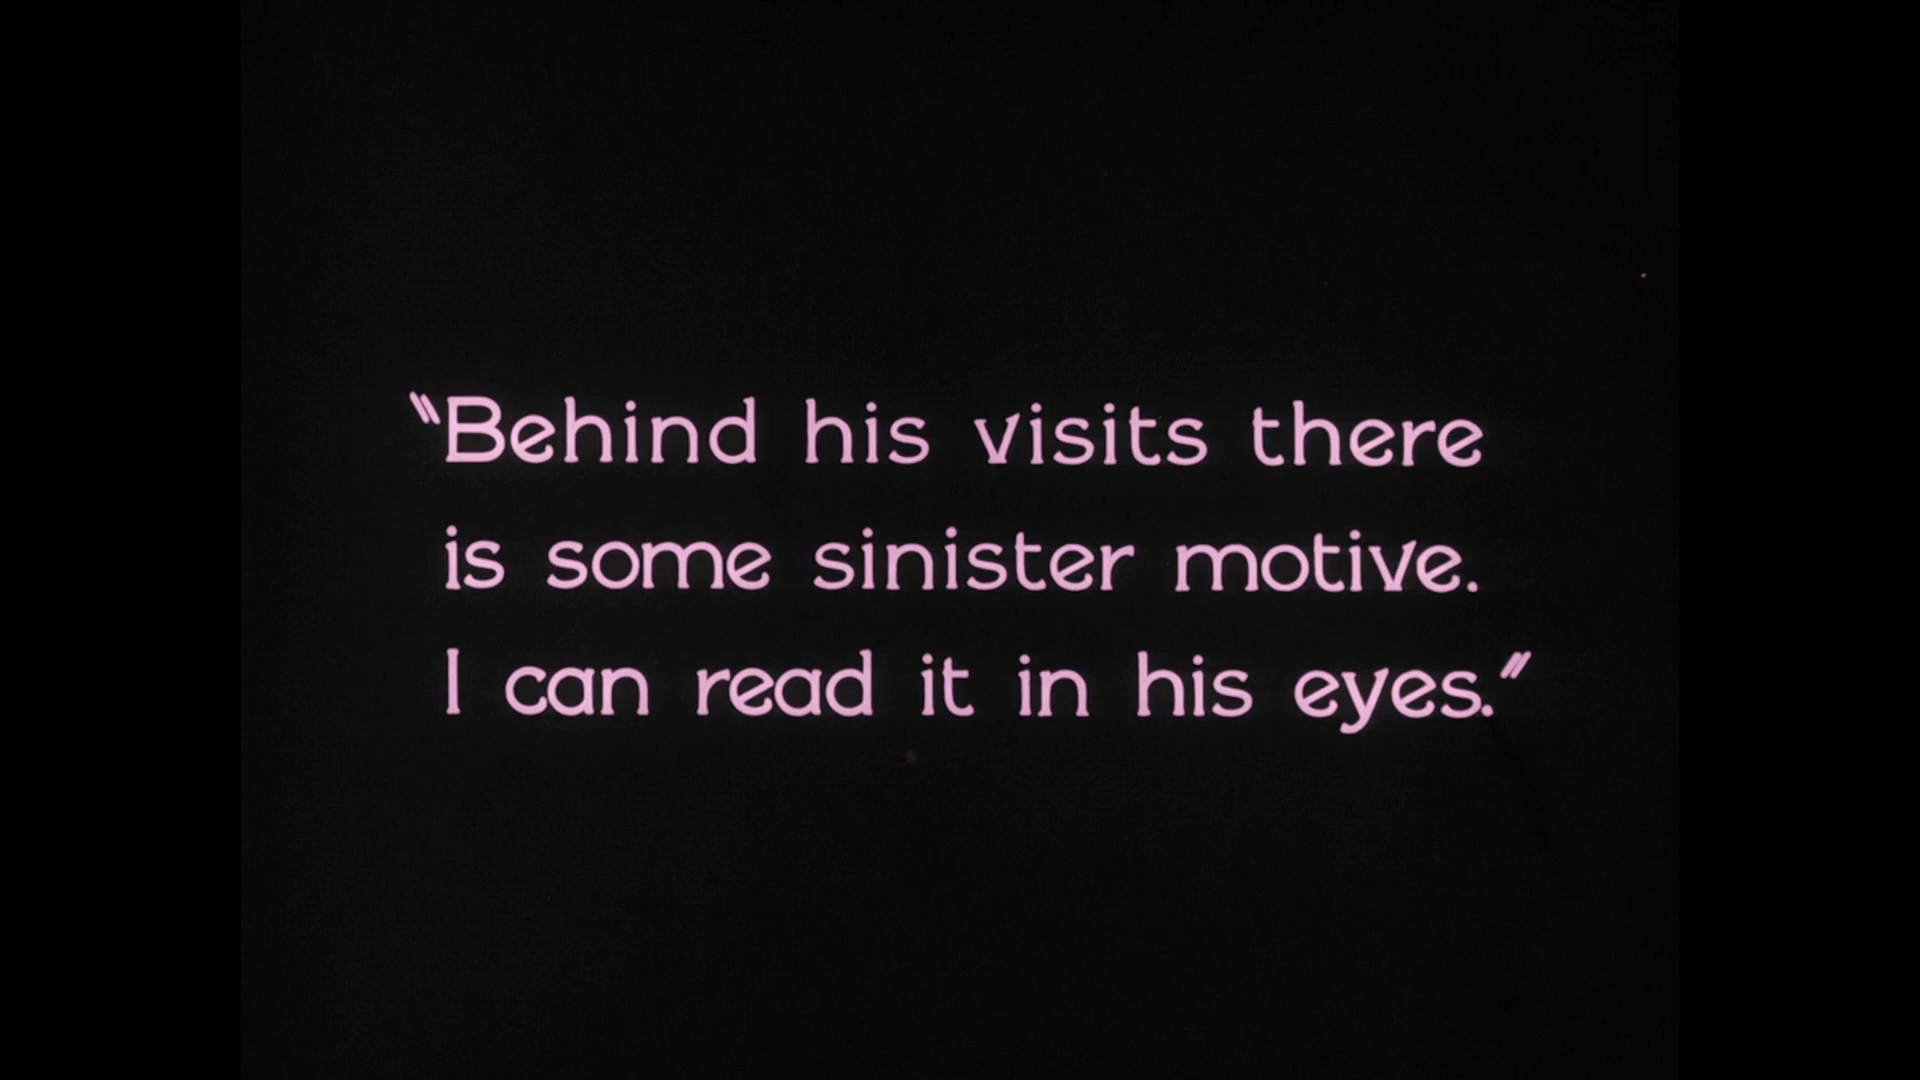 "Behind his visits there
is some sinister motive.
I can read it in his eyes."